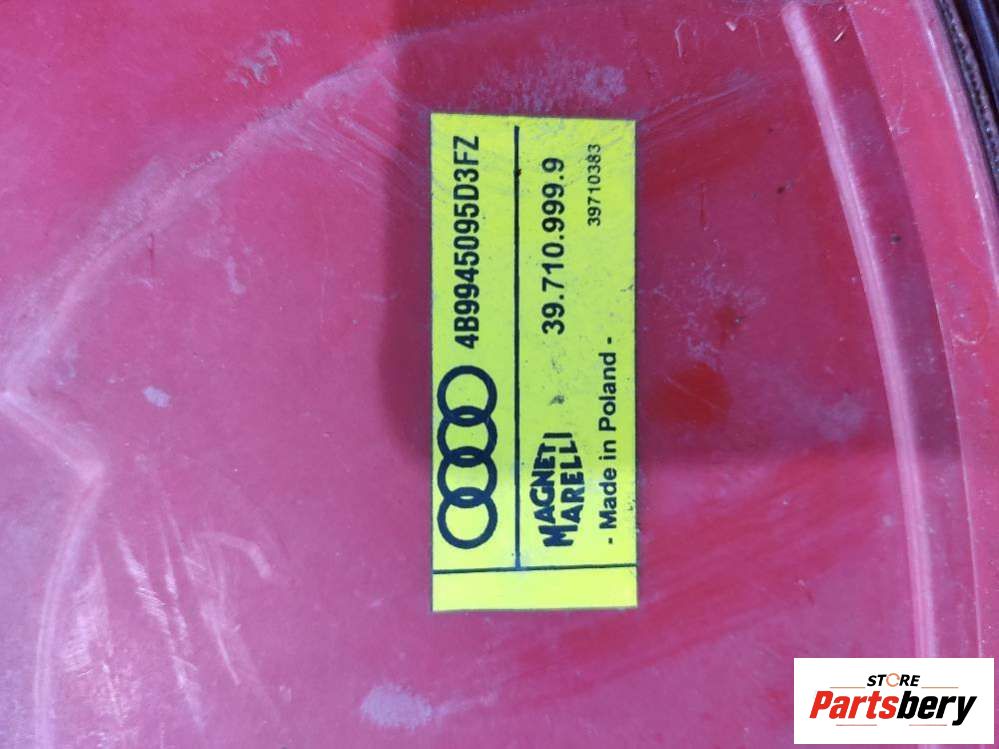 4B9945095D3FZ
MAGNETI
MARELLI
39.710.999.9
- Made in Poland -
39710383
STORE
Partsbery